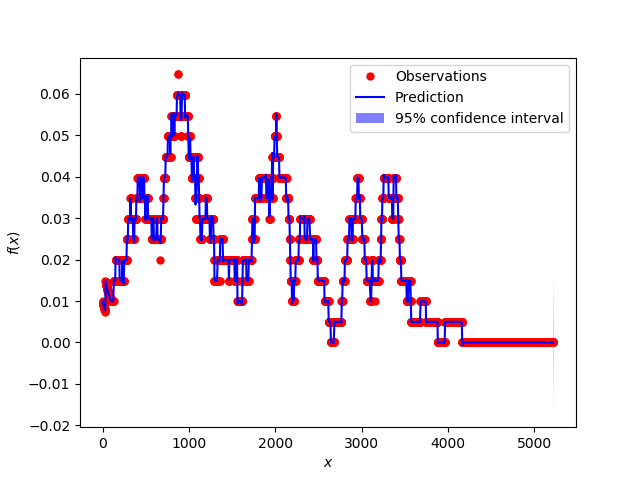 Observations
Prediction
95% confidence interval
0.06
0.05
0.04
0.03
0.02
0.01
0.00
−0.01
−0.02
f(x)
0 1000 2000 3000 4000 5000
x